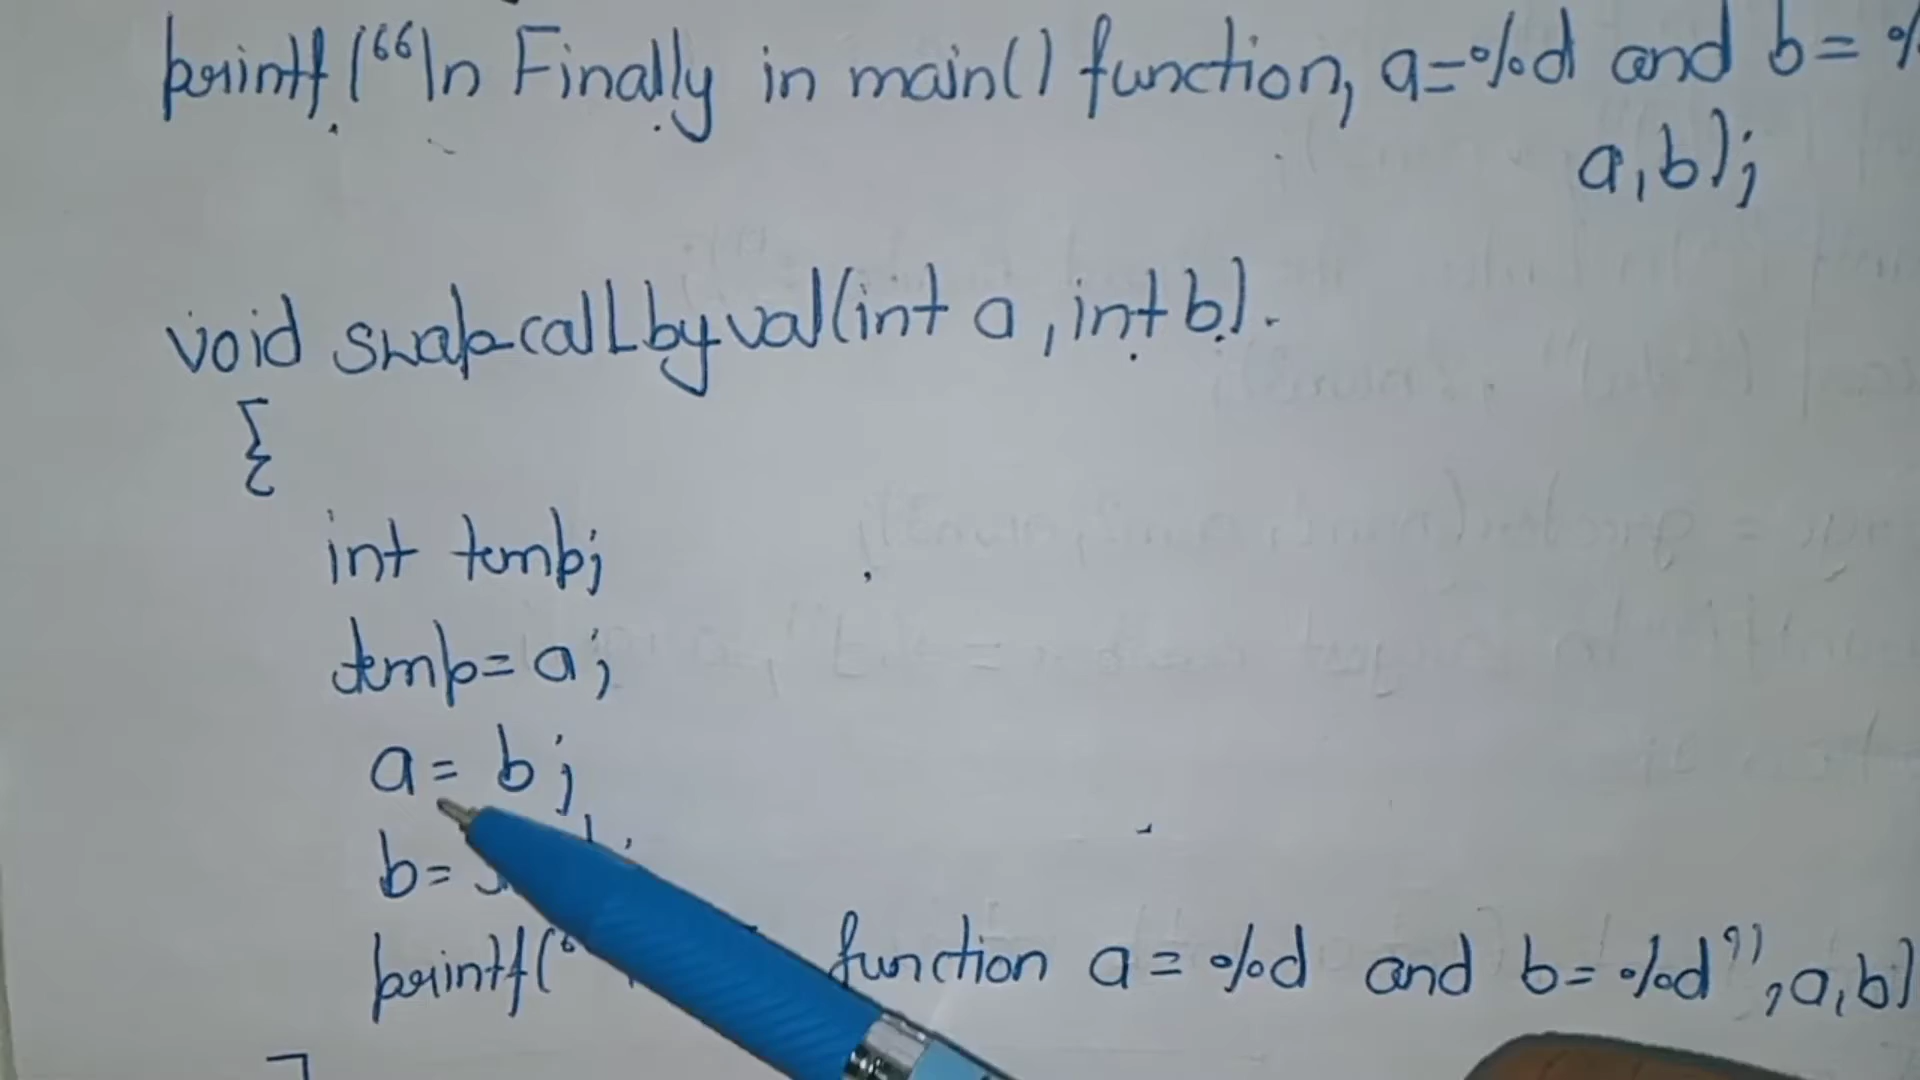 printf(“\n Finally in main() function, a=%d and b= %
a,b);
void swapcallbyval(int a, int b).
{
int temp;
temp=a;
a= b;
b=
printf(“ function a= %d and b=%d”,a,b)